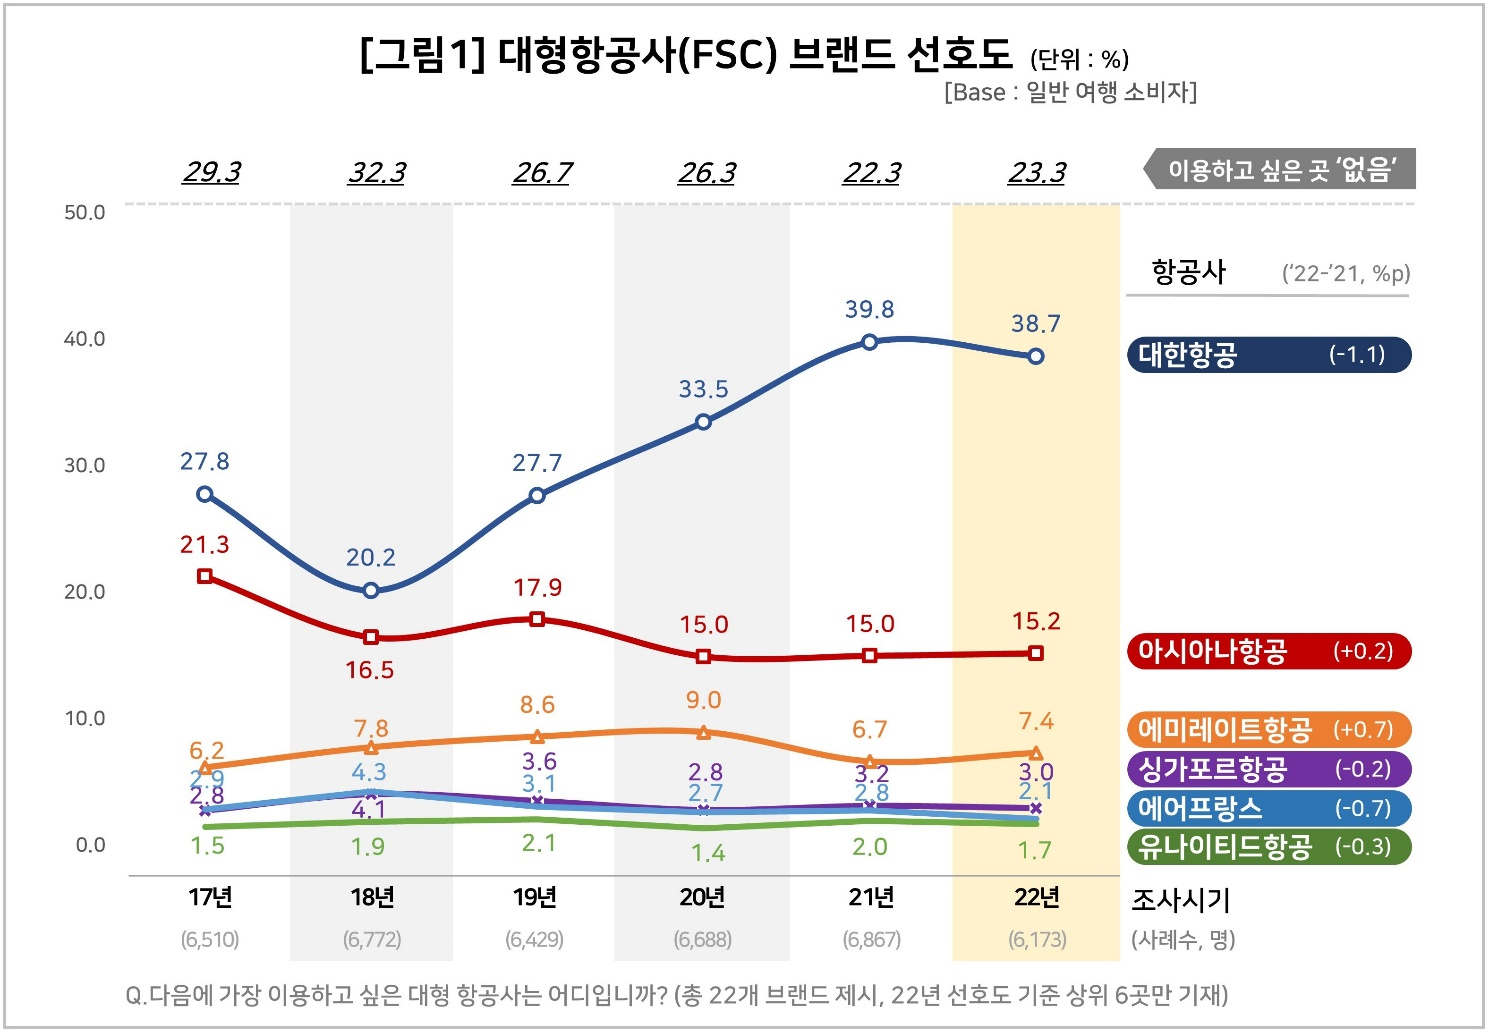 [그림1] 대형항공사(FSC) 브랜드 선호도 (단위 : %)
[Base : 일반 여행 소비자]
29.3 32.3 26.7 26.3 22.3 23.3 이용하고 싶은 곳 ‘없음’
50.0
항공사 (‘22-’21, %p)
39.8
38.7
40.0
대한항공 (-1.1)
33.5
27.8 27.7
30.0
21.3
20.2
20.0
17.9
16.5 15.0 15.0 15.2
아시아나항공 (+0.2)
10.0
6.2 7.8 8.6 9.0 6.7 7.4
에미레이트항공 (+0.7)
2.8 4.1 3.6 2.8 3.2 3.0
싱가포르항공 (-0.2)
2.9 4.3 3.1 2.7 2.8 2.1
에어프랑스 (-0.7)
0.0
1.5 1.9 2.1 1.4 2.0 1.7
유나이티드항공 (-0.3)
17년 18년 19년 20년 21년 22년 조사시기
(6,510) (6,772) (6,429) (6,688) (6,867) (6,173) (사례수, 명)
Q.다음에 가장 이용하고 싶은 대형 항공사는 어디입니까? (총 22개 브랜드 제시, 22년 선호도 기준 상위 6곳만 기재)